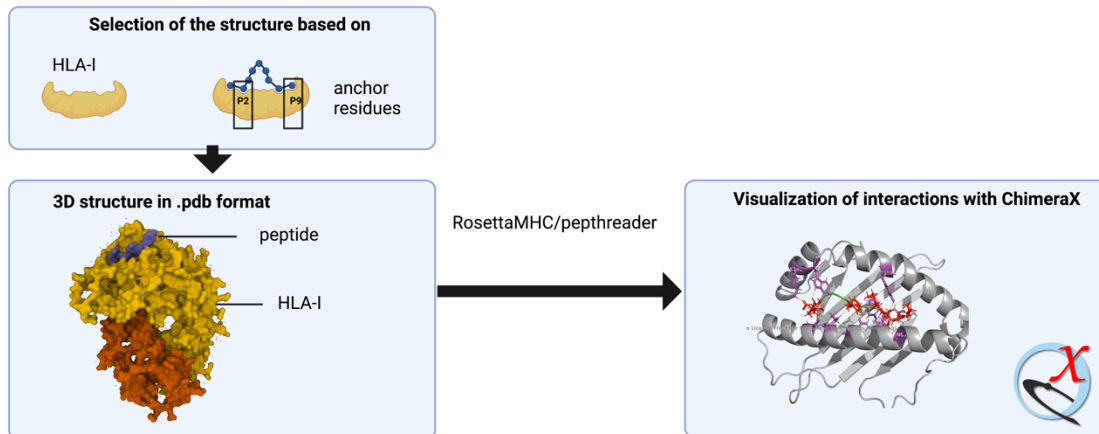 Selection of the structure based on
HLA-I
P2
P9
anchor
residues
3D structure in .pdb format
peptide
HLA-I
RosettaMHC/pepthreader
Visualization of interactions with ChimeraX
X